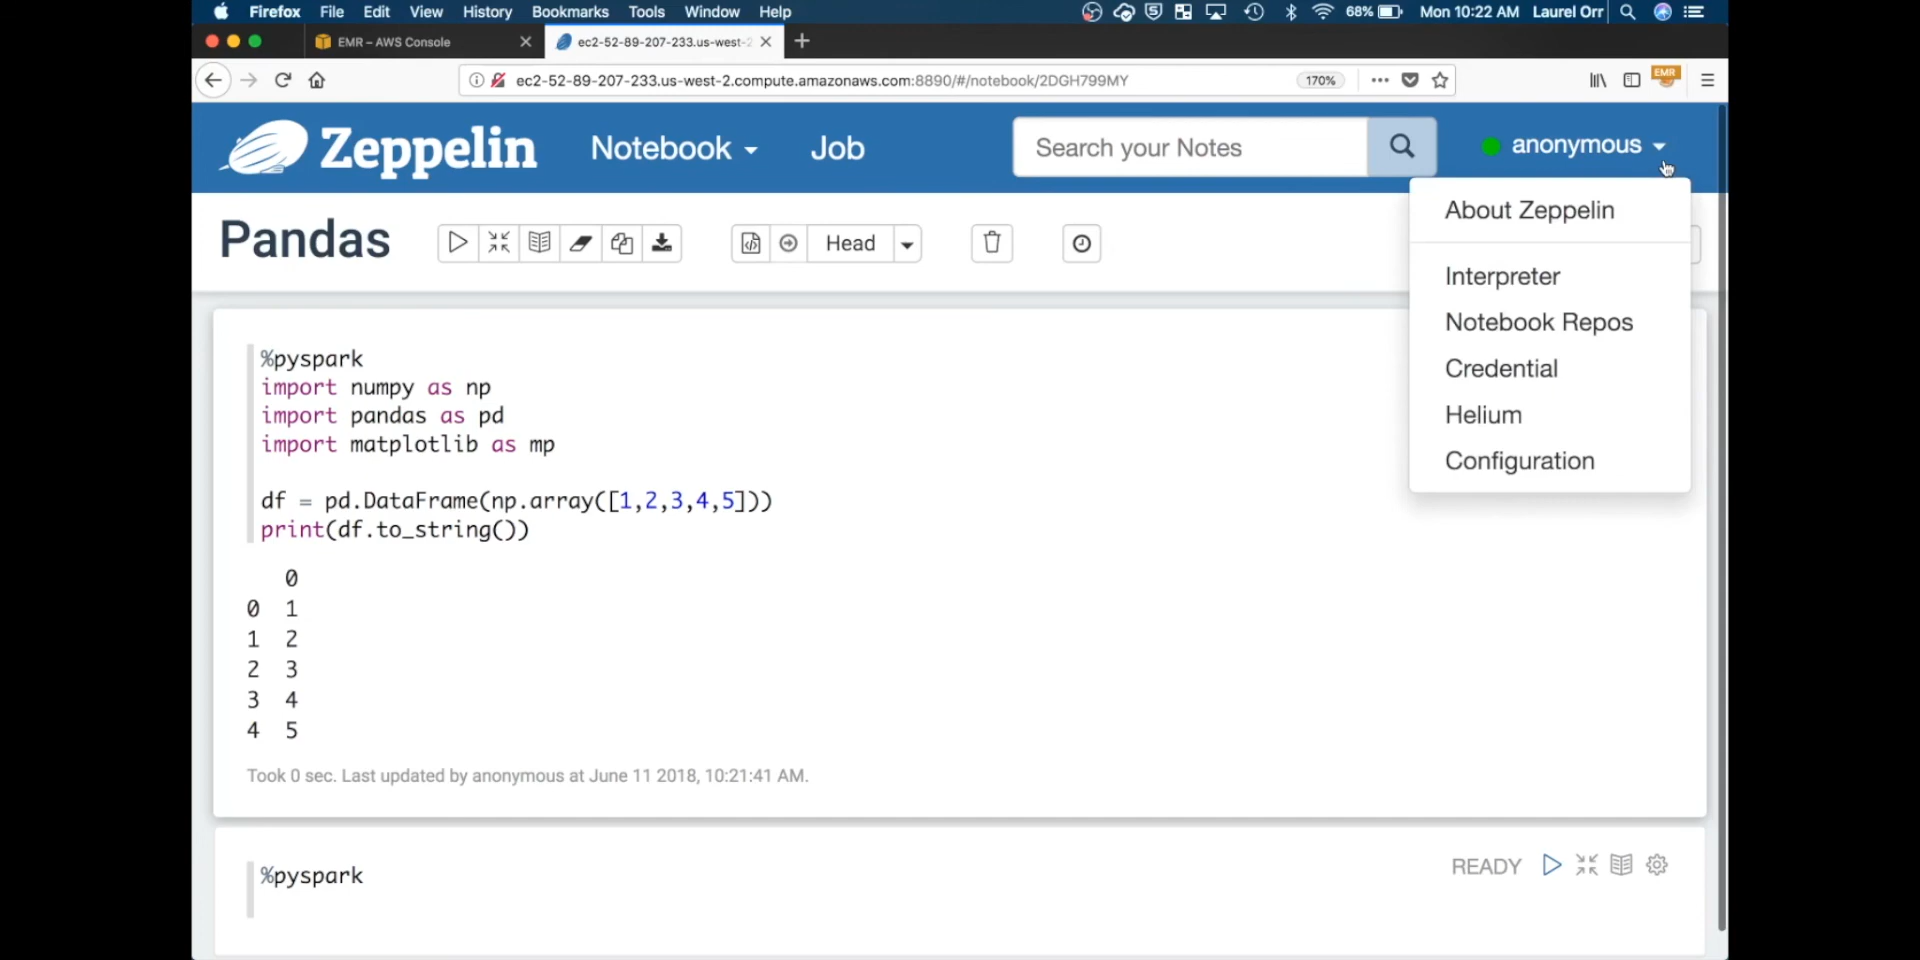 Firefox File Edit View History Bookmarks Tools Window Help 68% Mon 10:22 AM Laurel Orr
EMR – AWS Console
ec2-52-89-207-233.us-west-2
ec2-52-89-207-233.us-west-2.compute.amazonaws.com:8890/#/notebook/2DGH799MY 170% EMR
Zeppelin Notebook Job Search your Notes anonymous
Pandas Head
About Zeppelin
Interpreter
Notebook Repos
Credential
Helium
Configuration
%pyspark
import numpy as np
import pandas as pd
import matplotlib as mp
df = pd.DataFrame(np.array([1,2,3,4,5]))
print(df.to_string())
0
0 1
1 2
2 3
3 4
4 5
Took 0 sec. Last updated by anonymous at June 11 2018, 10:21:41 AM.
%pyspark
READY